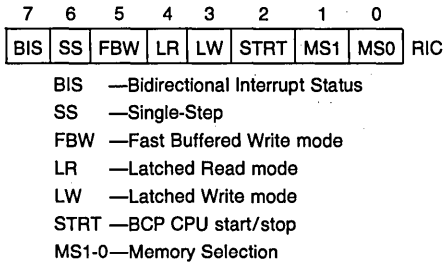 7 6 5 4 3 2 1 0
BIS SS FBW LR LW STRT MS1 MS0 RIC
BIS —Bidirectional Interrupt Status
SS —Single-Step
FBW —Fast Buffered Write mode
LR —Latched Read mode
LW —Latched Write mode
STRT —BCP CPU start/stop
MS1-0—Memory Selection